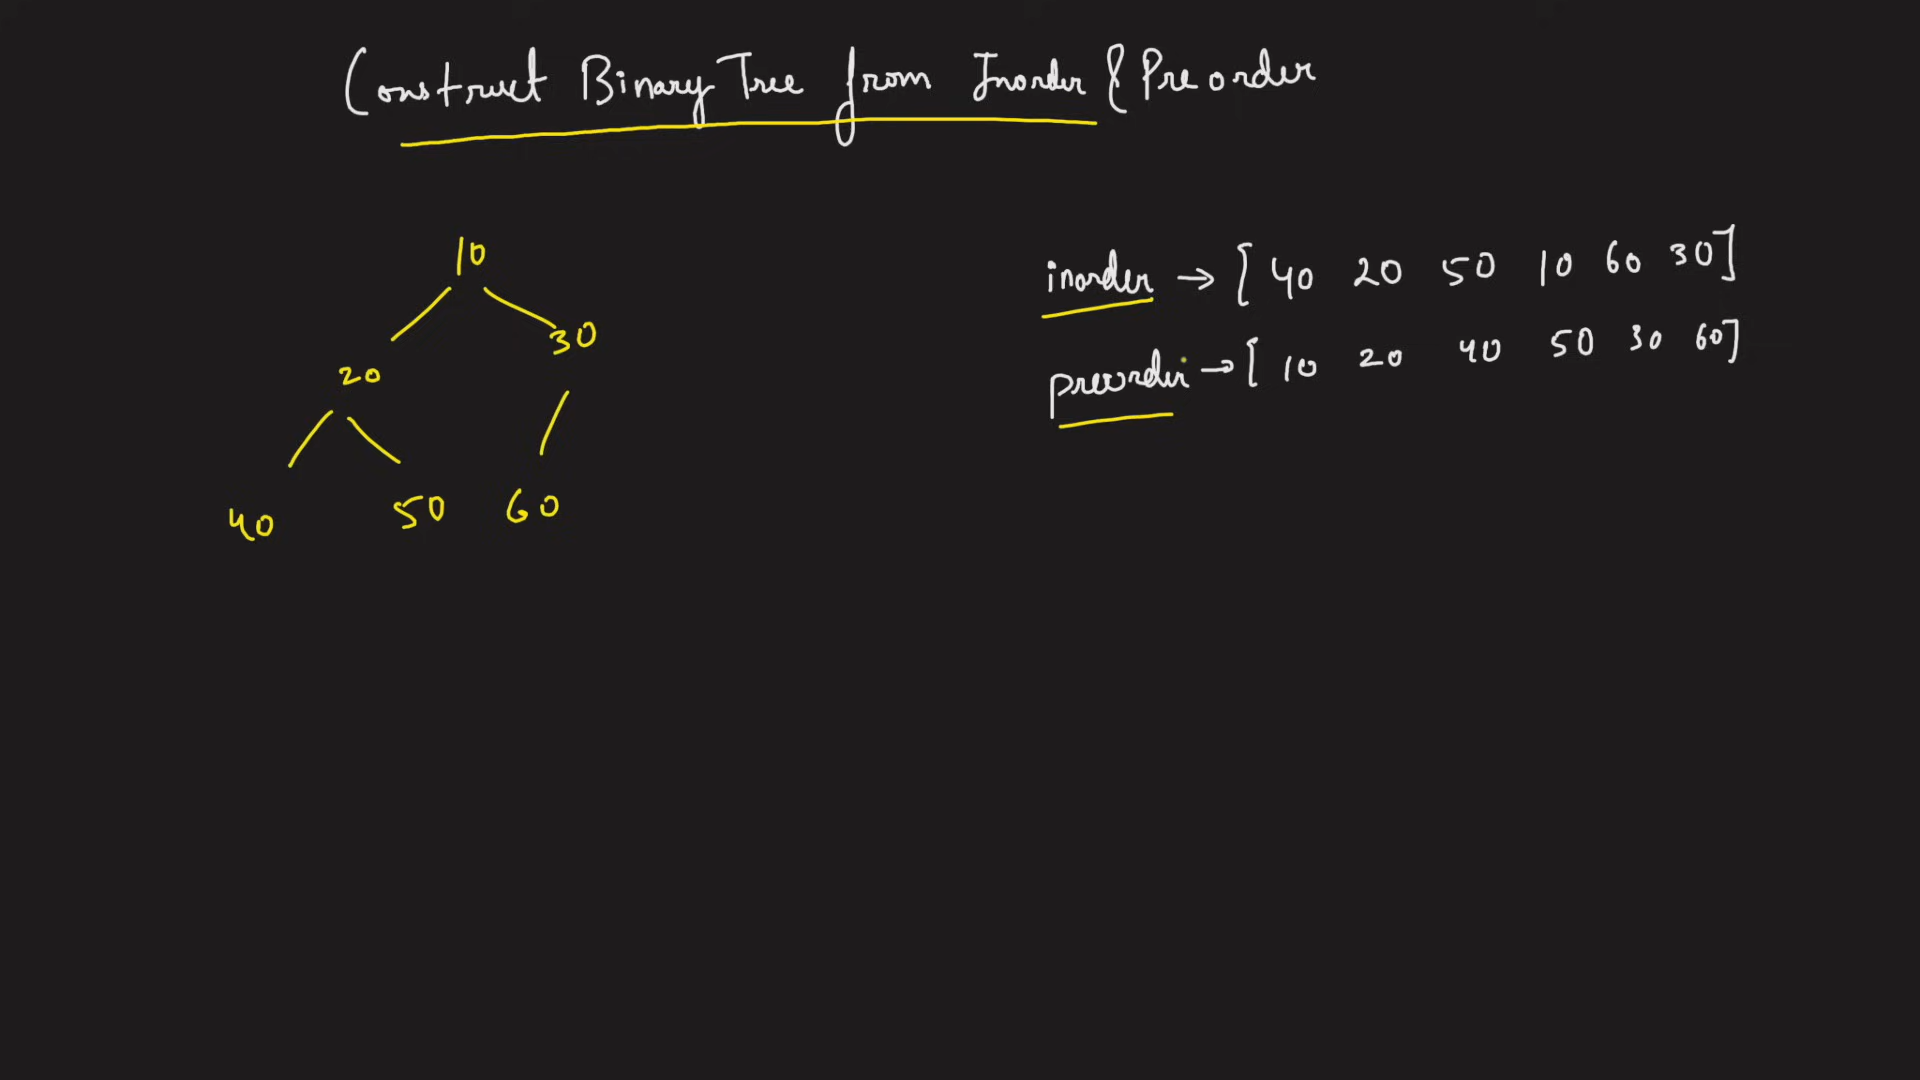 Construct Binary Tree from Inorder & Preorder
10
20 30
40 50 60
inorder → [ 40 20 50 10 60 30 ]
preorder → [ 10 20 40 50 30 60 ]